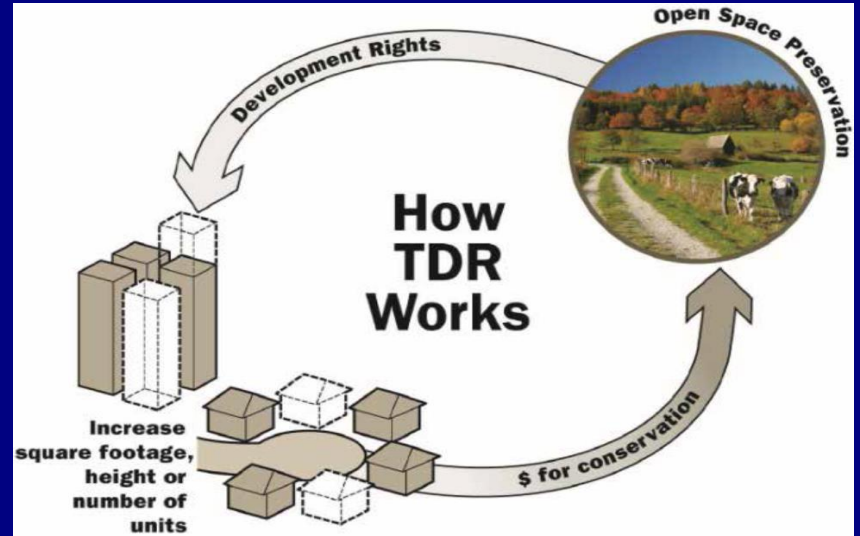 Open Space Preservation
Development Rights
How
TDR
Works
Increase
square footage,
height or
number of
units
$ for conservation